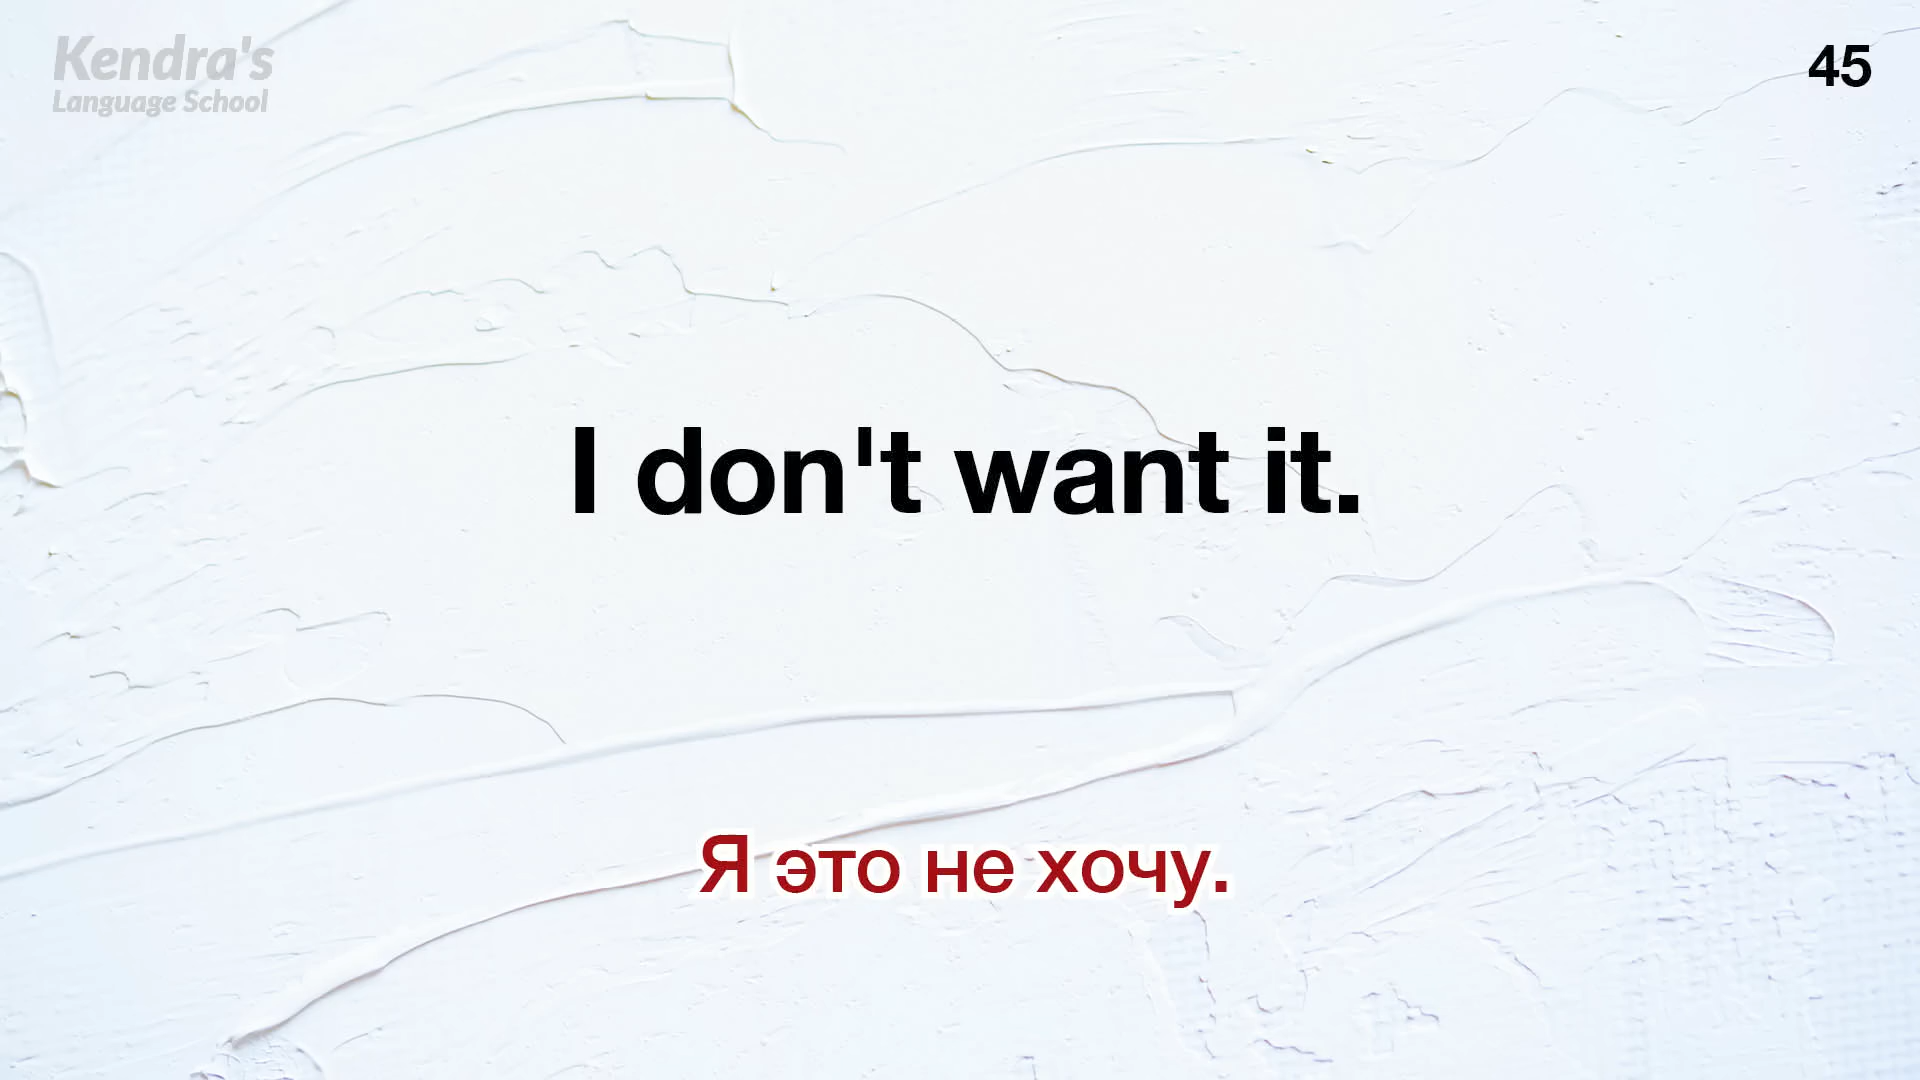 Kendra's
Language School
45
I don't want it.
Я это не хочу.